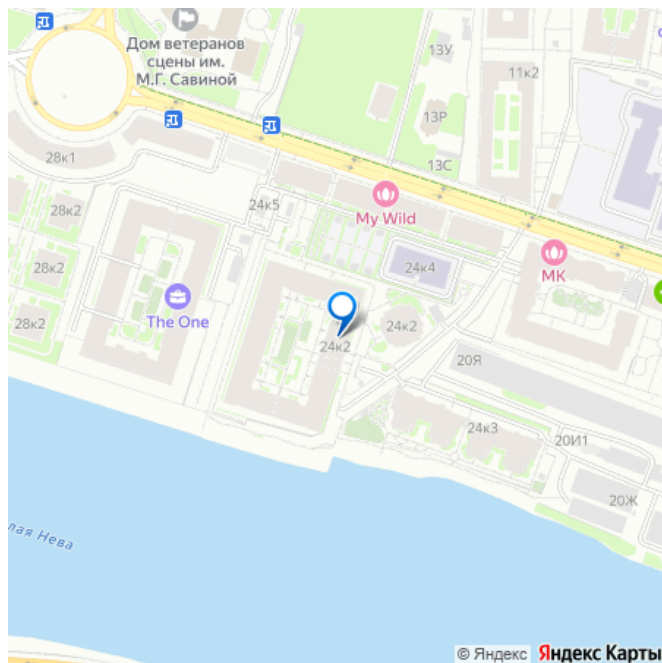 Дом ветеранов
сцены им.
М.Г. Савиной
13У
11к2
13Р
13С
28к1
My Wild
28к2
24к5
МК
28к2
24к4
The One
28к2
24к2
24к2
20Я
24к3
20И1
20Ж
лая Нева
© Яндекс Яндекс Карты